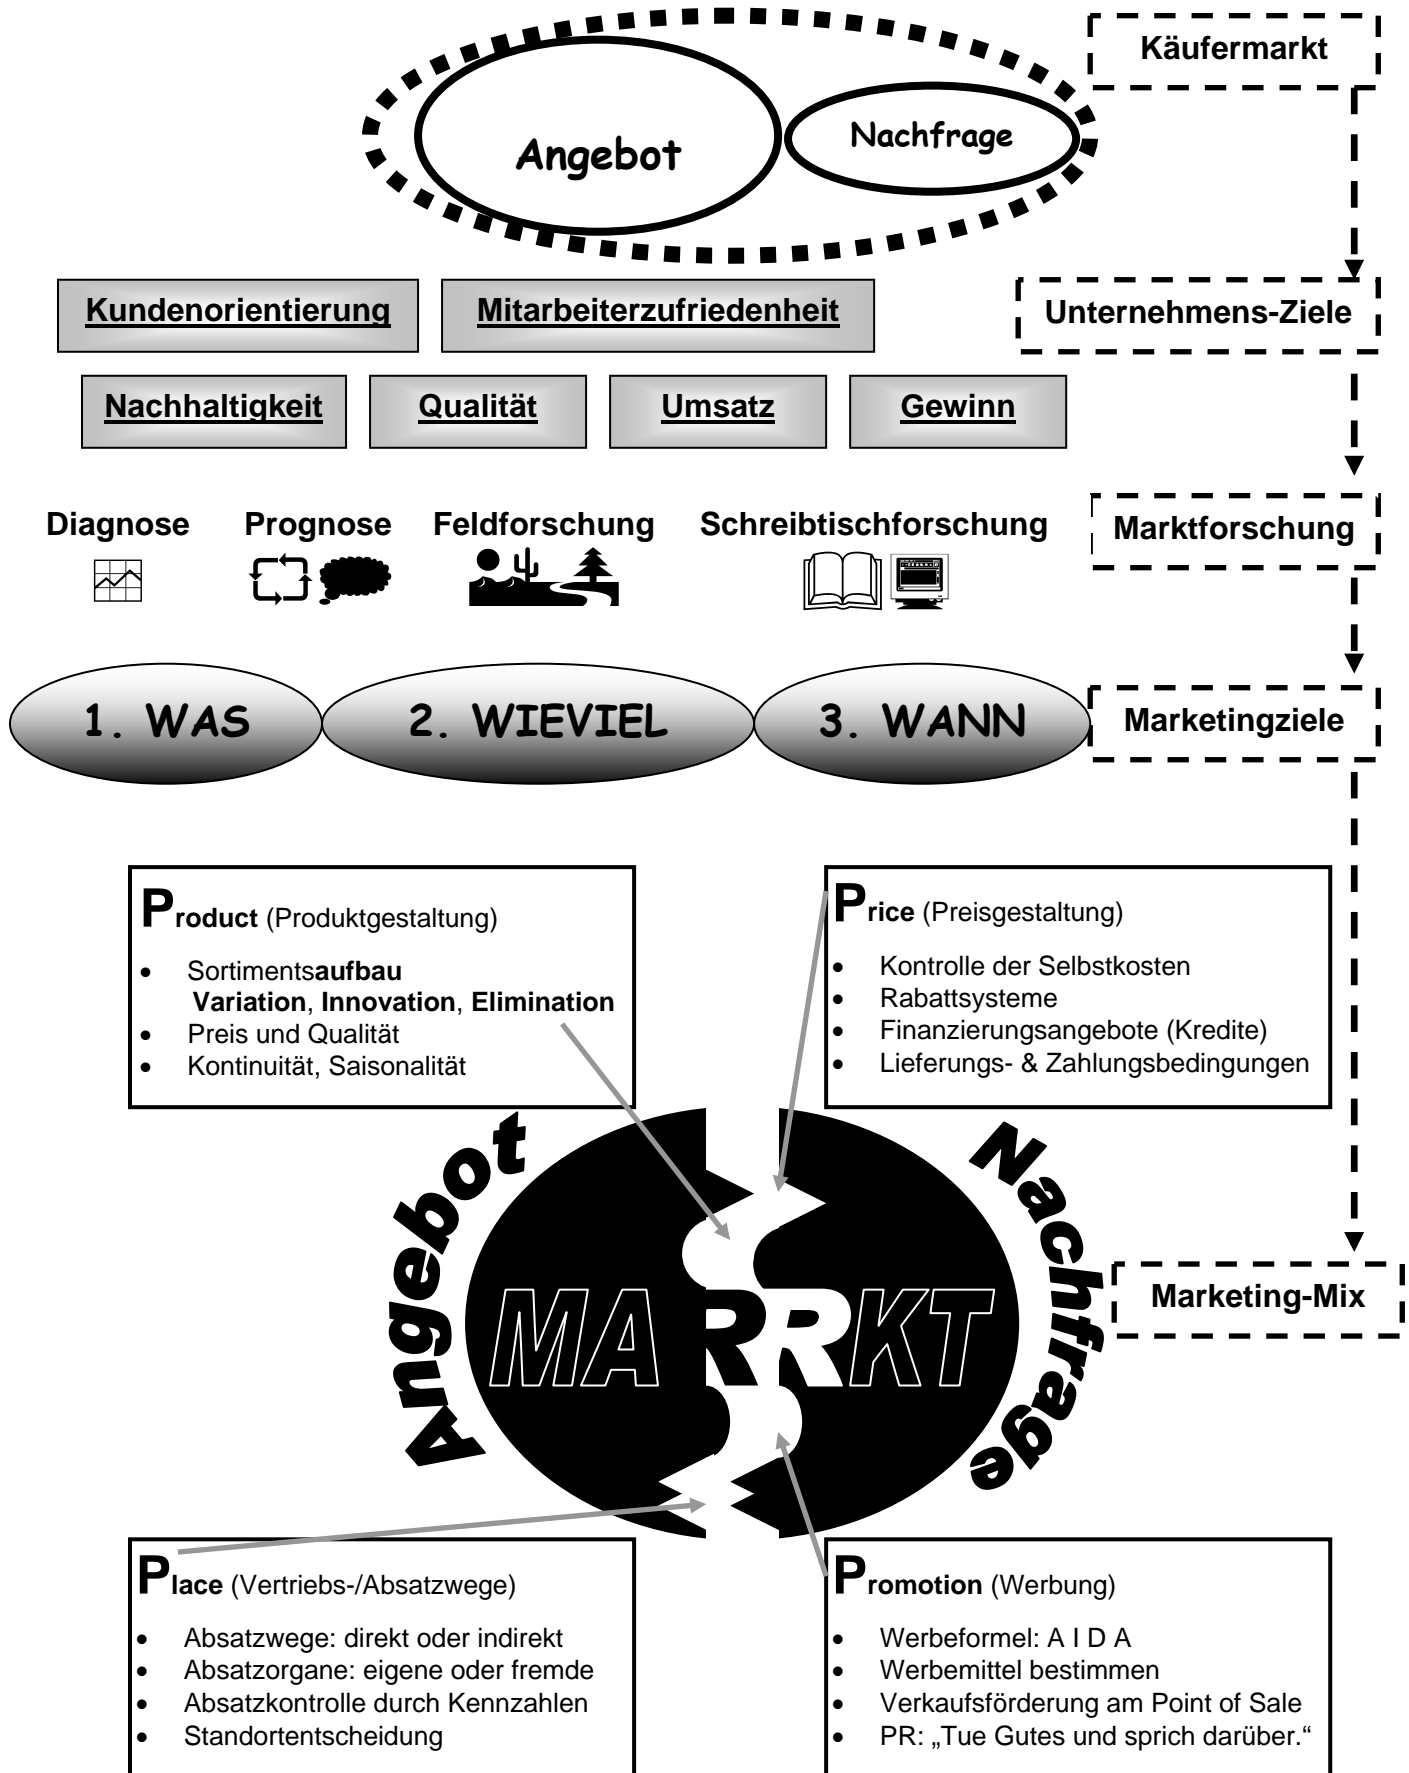 Käufermarkt
Angebot
Nachfrage
Kundenorientierung
Mitarbeiterzufriedenheit
Unternehmens-Ziele
Nachhaltigkeit
Qualität
Umsatz
Gewinn
Diagnose
Prognose
Feldforschung
Schreibtischforschung
Marktforschung
1. WAS
2. WIEVIEL
3. WANN
Marketingziele
Product (Produktgestaltung)
• Sortimentsaufbau
Variation, Innovation, Elimination
• Preis und Qualität
• Kontinuität, Saisonalität
Price (Preisgestaltung)
• Kontrolle der Selbstkosten
• Rabattsysteme
• Finanzierungsangebote (Kredite)
• Lieferungs- & Zahlungsbedingungen
Angebot
Nachfrage
MARRKT
Marketing-Mix
Place (Vertriebs-/Absatzwege)
• Absatzwege: direkt oder indirekt
• Absatzorgane: eigene oder fremde
• Absatzkontrolle durch Kennzahlen
• Standortentscheidung
Promotion (Werbung)
• Werbeformel: A I D A
• Werbemittel bestimmen
• Verkaufsförderung am Point of Sale
• PR: „Tue Gutes und sprich darüber.“